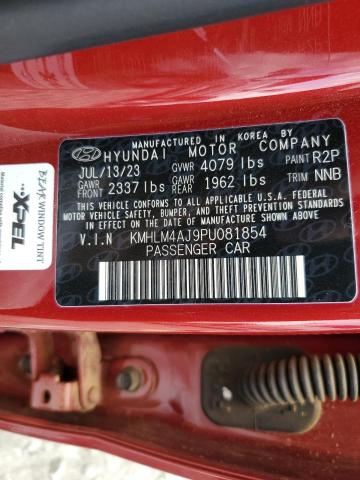 MANUFACTURED IN KOREA BY
HYUNDAI MOTOR COMPANY
JUL/13/23 GVWR 4079 lbs PAINT R2P
GAWR FRONT 2337 lbs GAWR REAR 1962 lbs TRIM NNB
THIS VEHICLE CONFORMS TO ALL APPLICABLE U.S.A. FEDERAL
MOTOR VEHICLE SAFETY, BUMPER, AND THEFT PREVENTION STANDARDS
IN EFFECT ON THE DATE OF MANUFACTURE SHOWN ABOVE.
V.I.N KMHLM4AJ9PU081854
PASSENGER CAR
BEAR WINDOW TINT
XPEL